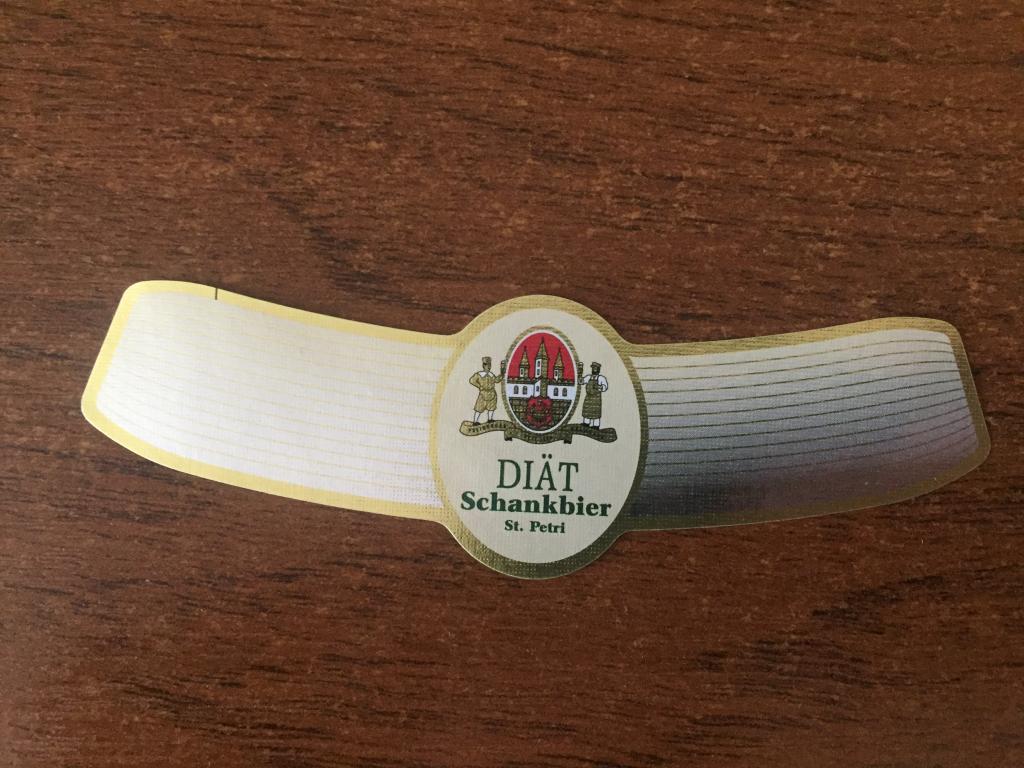 DIÄT
Schankbier
St. Petri